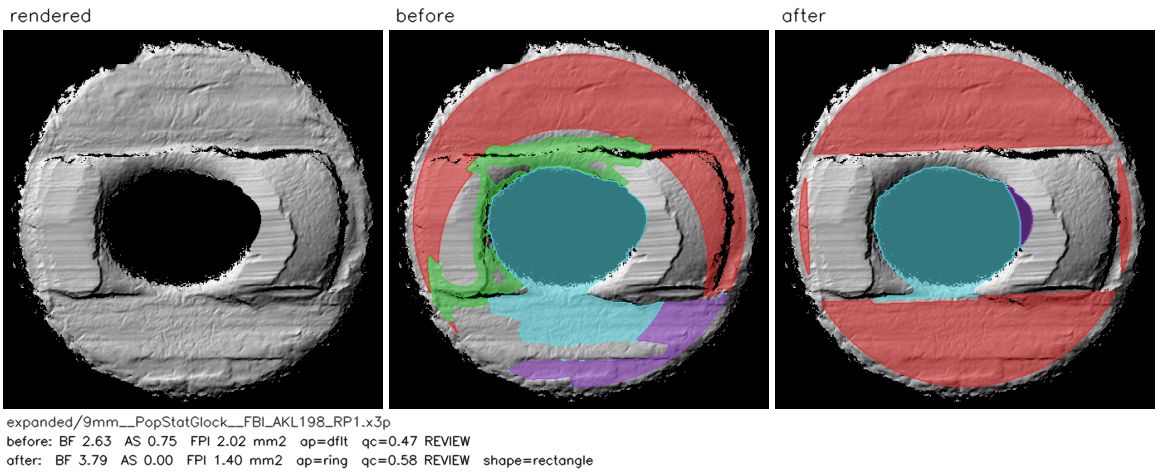 rendered
before
after
expanded/9mm__PopStatGlock__FBI_AKL198_RP1.x3p
before: BF 2.63 AS 0.75 FPI 2.02 mm2 ap=dflt qc=0.47 REVIEW
after: BF 3.79 AS 0.00 FPI 1.40 mm2 ap=ring qc=0.58 REVIEW shape=rectangle